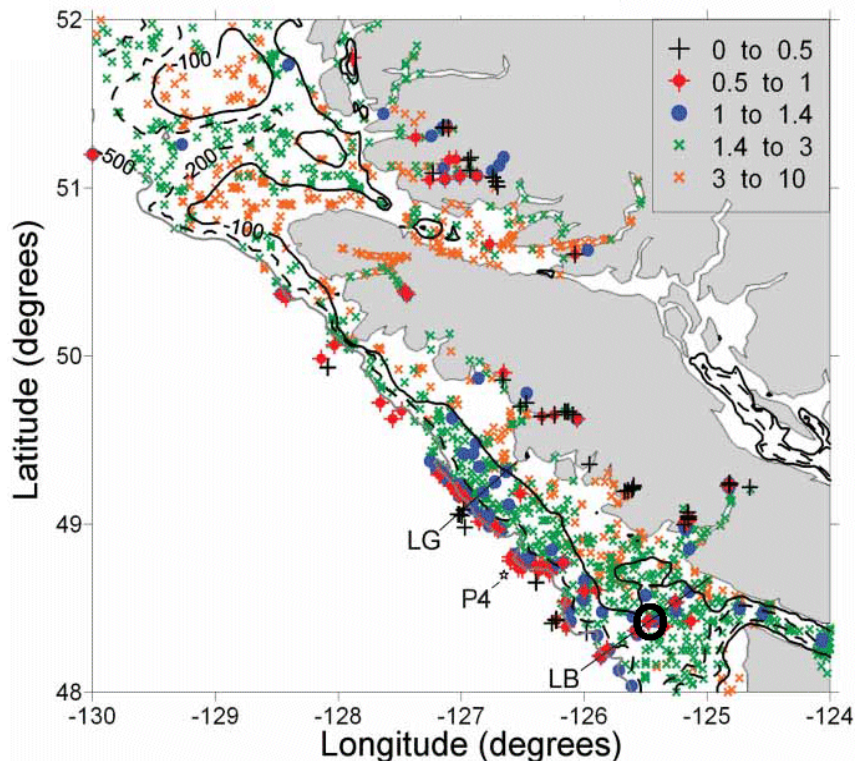 52
51
50
49
48
Latitude (degrees)
-130
-129
-128
-127
-126
-125
-124
Longitude (degrees)
0 to 0.5
0.5 to 1
1 to 1.4
1.4 to 3
3 to 10
-100
-500
200
-100
LG
P4
LB
O